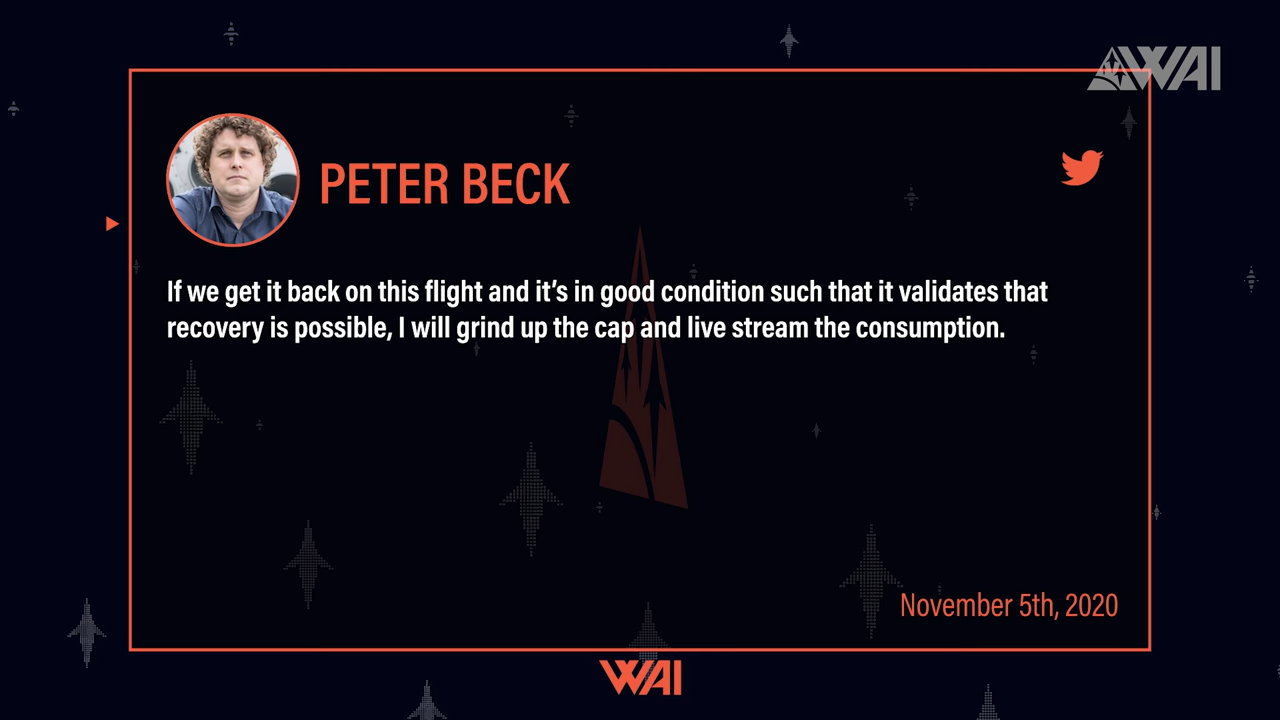 WAI
PETER BECK
If we get it back on this flight and it’s in good condition such that it validates that
recovery is possible, I will grind up the cap and live stream the consumption.
November 5th, 2020
WAI